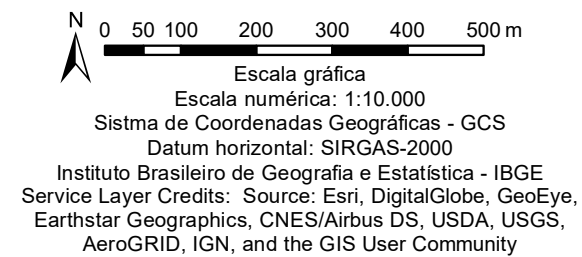 N
0 50 100 200 300 400 500 m
Escala gráfica
Escala numérica: 1:10.000
Sistma de Coordenadas Geográficas - GCS
Datum horizontal: SIRGAS-2000
Instituto Brasileiro de Geografia e Estatística - IBGE
Service Layer Credits: Source: Esri, DigitalGlobe, GeoEye,
Earthstar Geographics, CNES/Airbus DS, USDA, USGS,
AeroGRID, IGN, and the GIS User Community